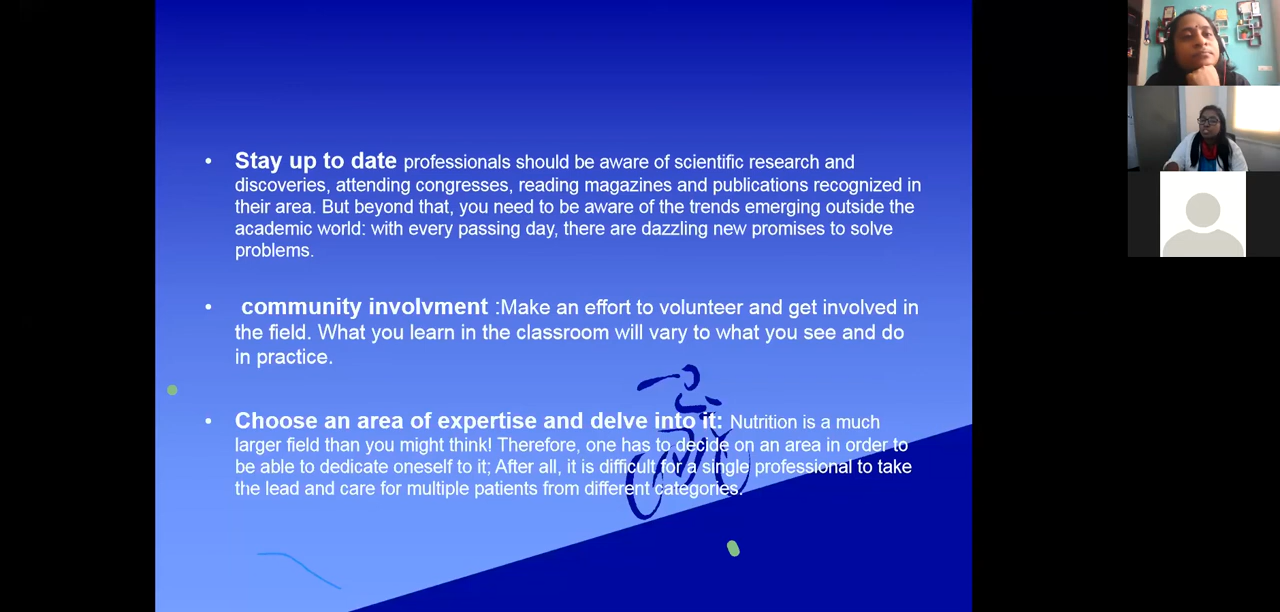 • Stay up to date professionals should be aware of scientific research and
discoveries, attending congresses, reading magazines and publications recognized in
their area. But beyond that, you need to be aware of the trends emerging outside the
academic world: with every passing day, there are dazzling new promises to solve
problems.
• community involvment :Make an effort to volunteer and get involved in
the field. What you learn in the classroom will vary to what you see and do
in practice.
• Choose an area of expertise and delve into it: Nutrition is a much
larger field than you might think! Therefore, one has to decide on an area in order to
be able to dedicate oneself to it; After all, it is difficult for a single professional to take
the lead and care for multiple patients from different categories.